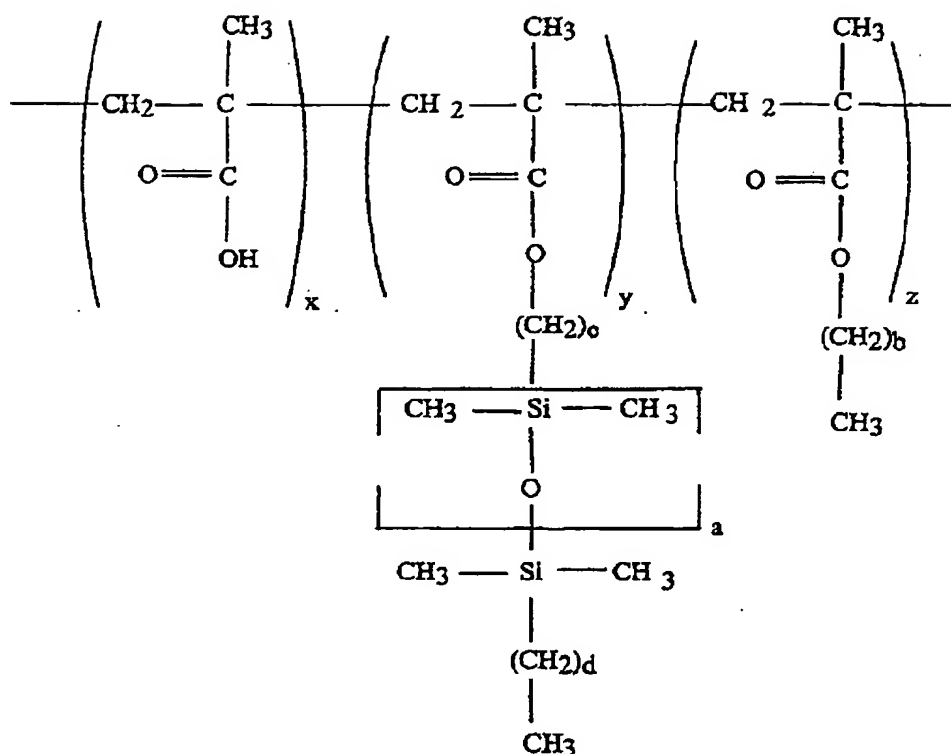 CH3 CH3 CH3
CH2 C CH 2 C CH 2 C
O C O C O C
OH O O
x y z
(CH2)c (CH2)b
CH3 Si CH 3 CH3
O
a
CH3 Si CH 3
(CH2)d
CH3